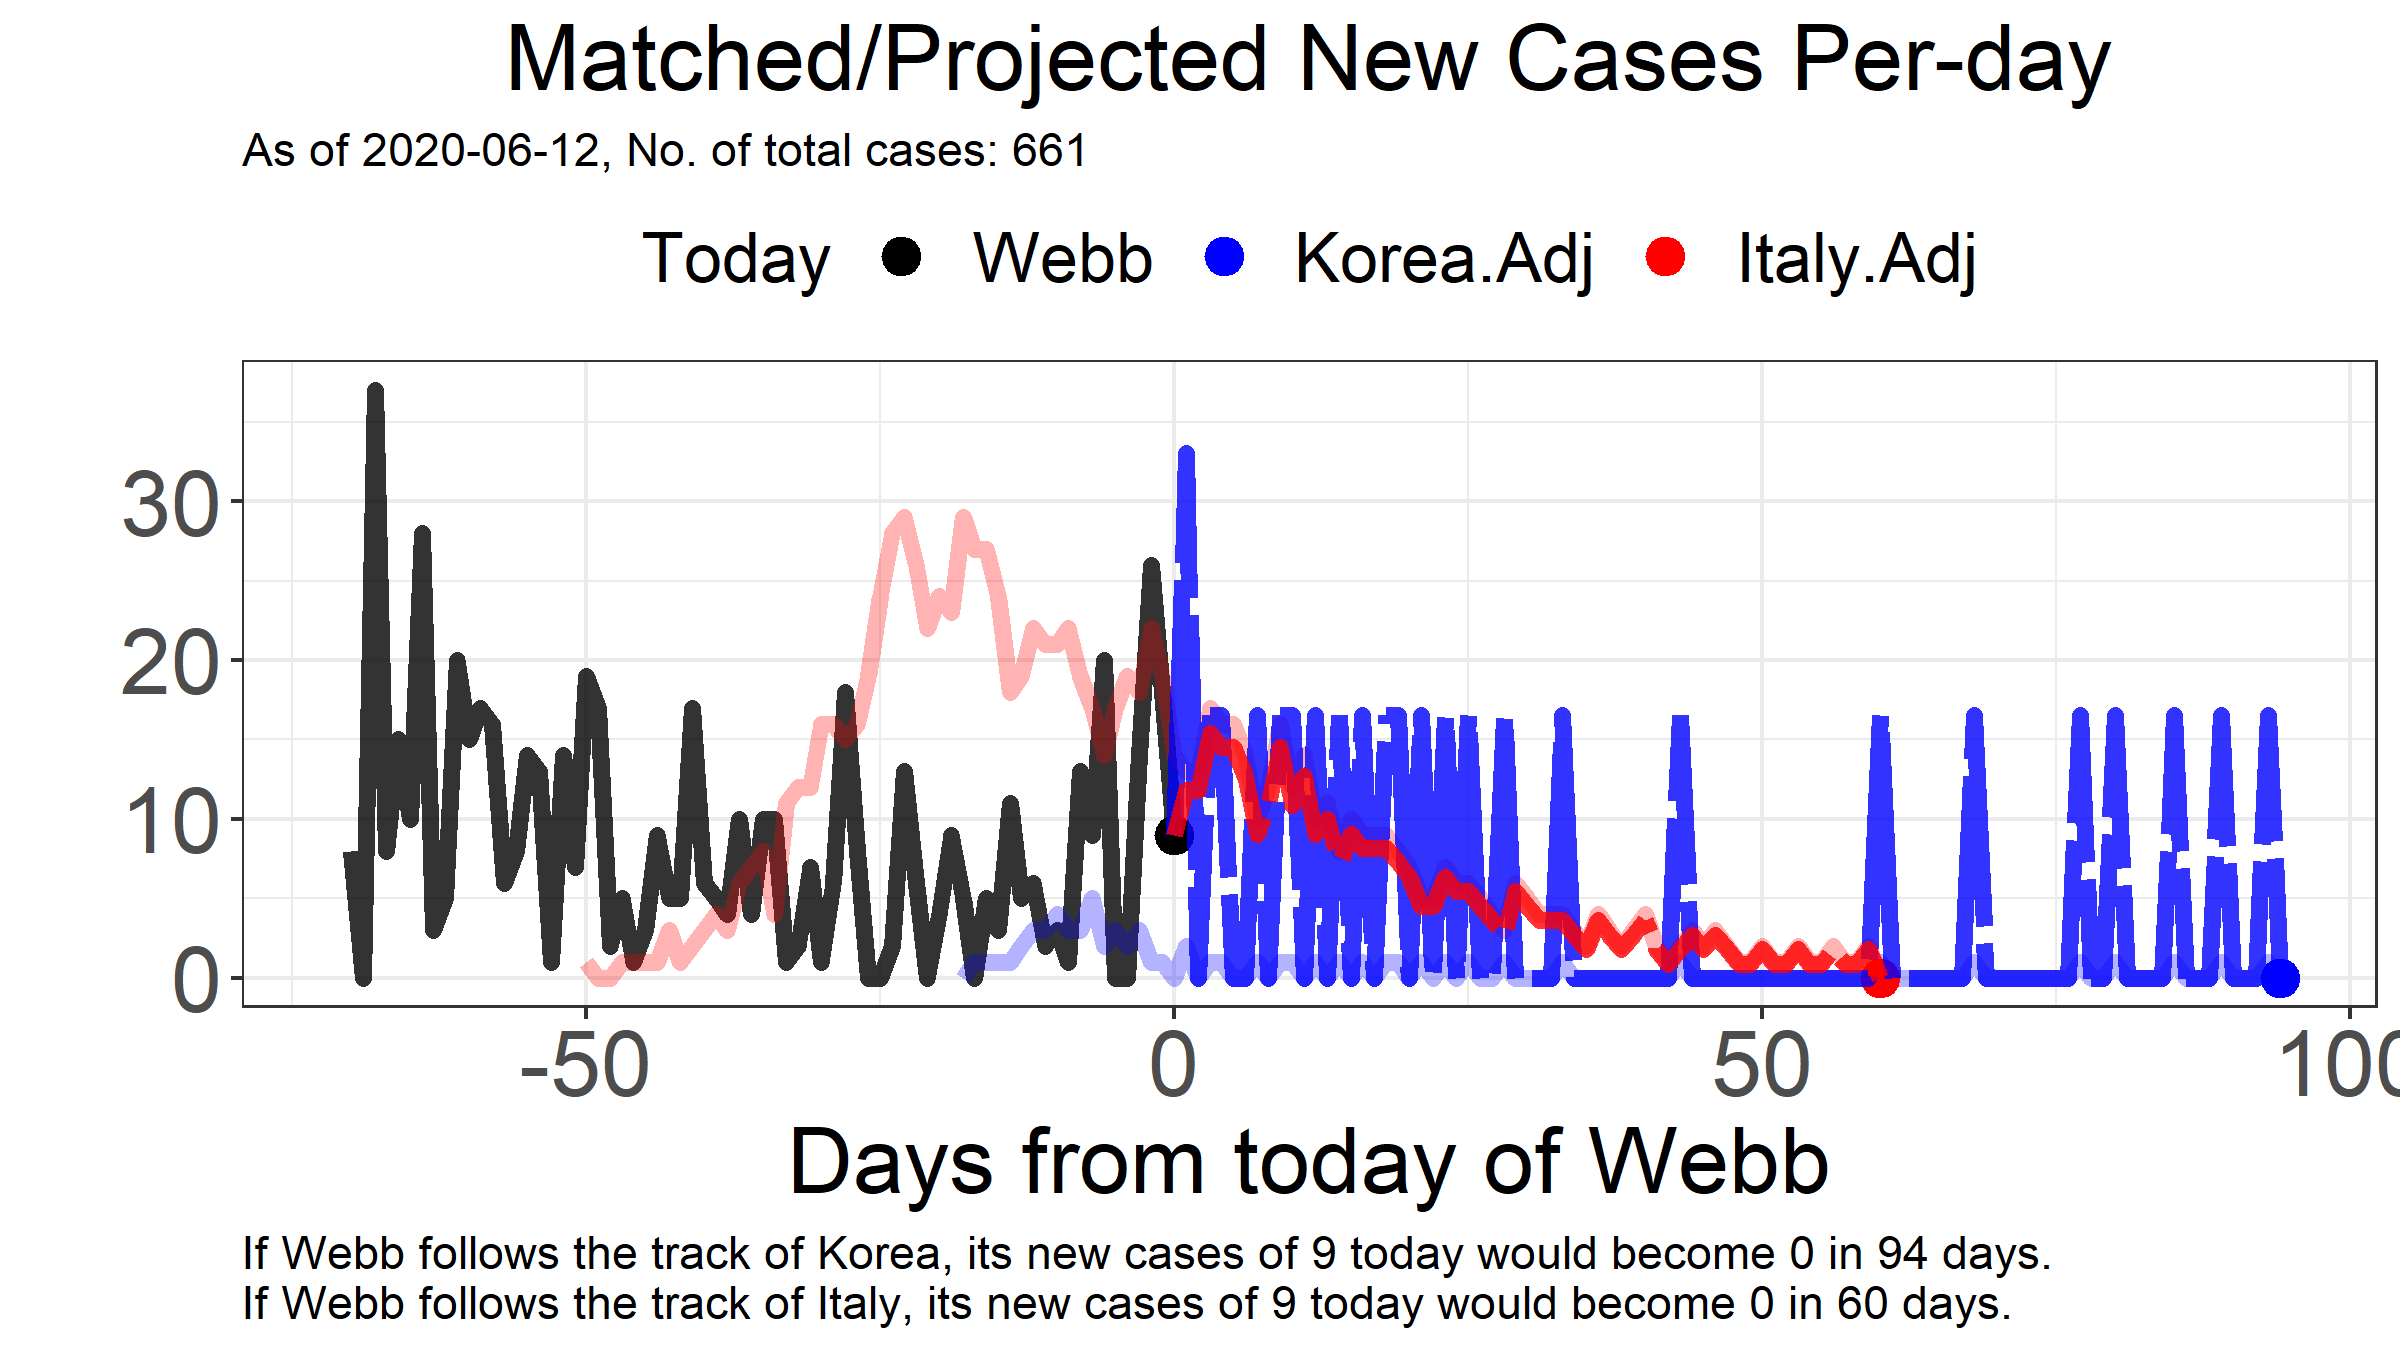 Matched/Projected New Cases Per-day
As of 2020-06-12, No. of total cases: 661
Today Webb Korea.Adj Italy.Adj
30
20
10
0
-50 0 50 100
Days from today of Webb
If Webb follows the track of Korea, its new cases of 9 today would become 0 in 94 days.
If Webb follows the track of Italy, its new cases of 9 today would become 0 in 60 days.